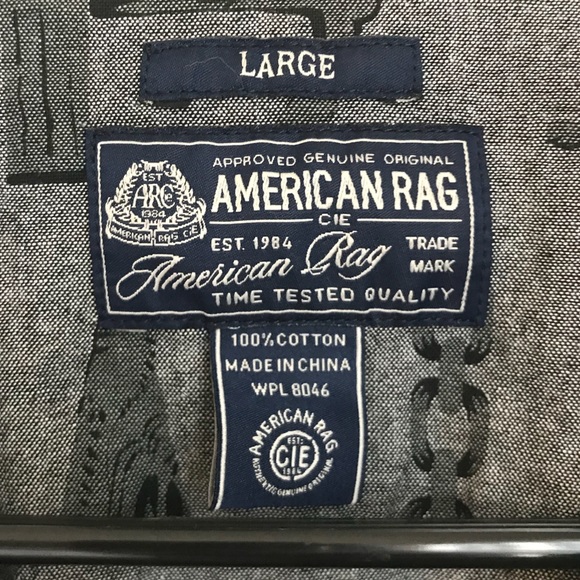 LARGE
APPROVED GENUINE ORIGINAL
AMERICAN RAG
CIE
EST. 1984
American Rag
TRADE
MARK
TIME TESTED QUALITY
EST
ARC
1984
AMERICAN RAG CIE
100% COTTON
MADE IN CHINA
WPL 8046
AMERICAN RAG
EST:
CIE
1984
AUTHENTIC GENUINE ORIGINAL